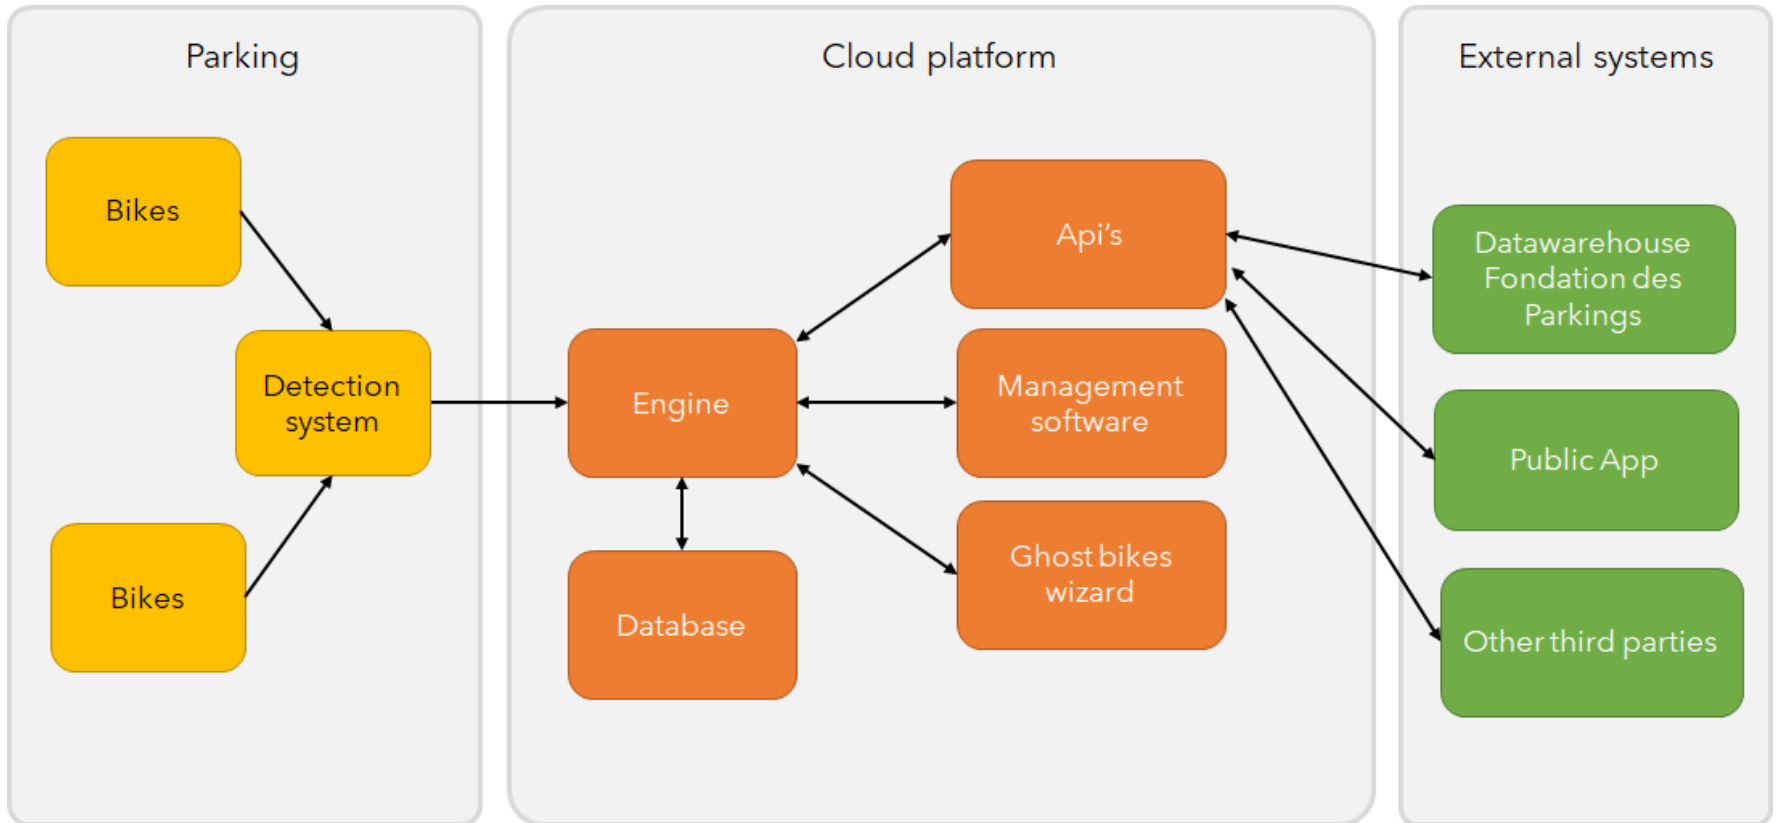 Parking
Bikes
Detection
system
Bikes
Cloud platform
Api's
Engine
Management
software
Ghost bikes
wizard
Database
External systems
Datawarehouse
Fondation des
Parkings
Public App
Other third parties